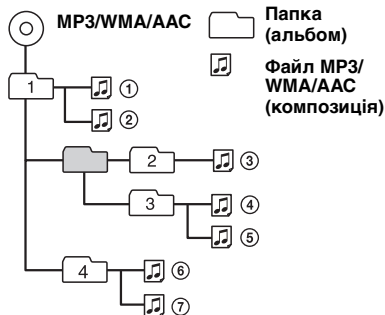 MP3/WMA/AAC
Папка
(альбом)
Файл MP3/
WMA/AAC
(композиція)
1
①
②
2
③
3
④
⑤
4
⑥
⑦